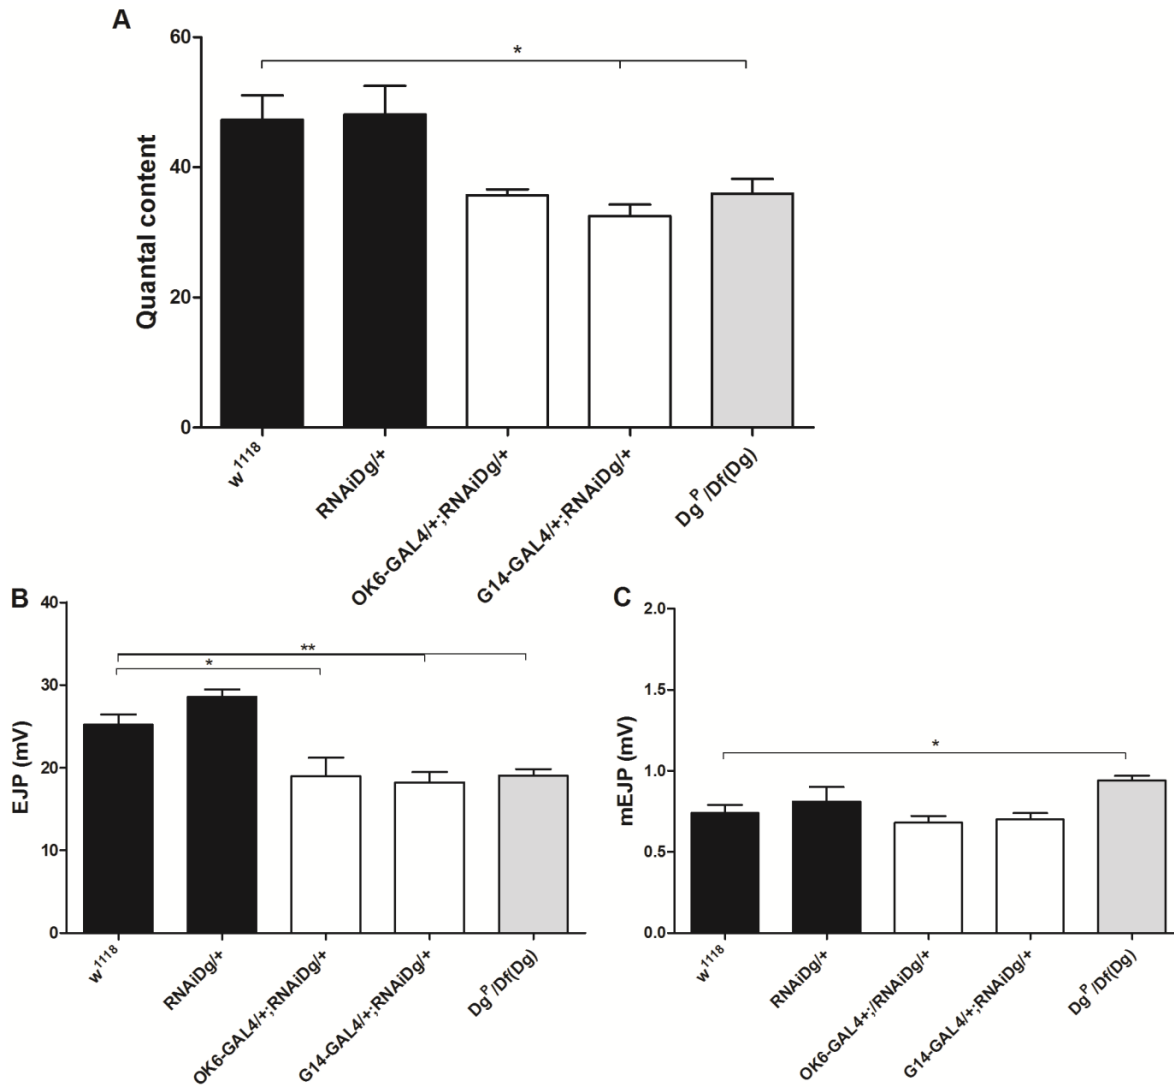 A
Quantal content
60
40
20
0
*
w¹¹¹⁸
RNAiDg/+
OK6-GAL4/+;RNAiDg/+
G14-GAL4/+;RNAiDg/+
Dgᴾ/Df(Dg)
B
EJP (mV)
40
30
20
10
0
**
*
w¹¹¹⁸
RNAiDg/+
OK6-GAL4/+;RNAiDg/+
G14-GAL4/+;RNAiDg/+
Dgᴾ/Df(Dg)
C
mEJP (mV)
2.0
1.5
1.0
0.5
0.0
*
w¹¹¹⁸
RNAiDg/+
OK6-GAL4+;/RNAiDg/+
G14-GAL4/+;RNAiDg/+
Dgᴾ/Df(Dg)